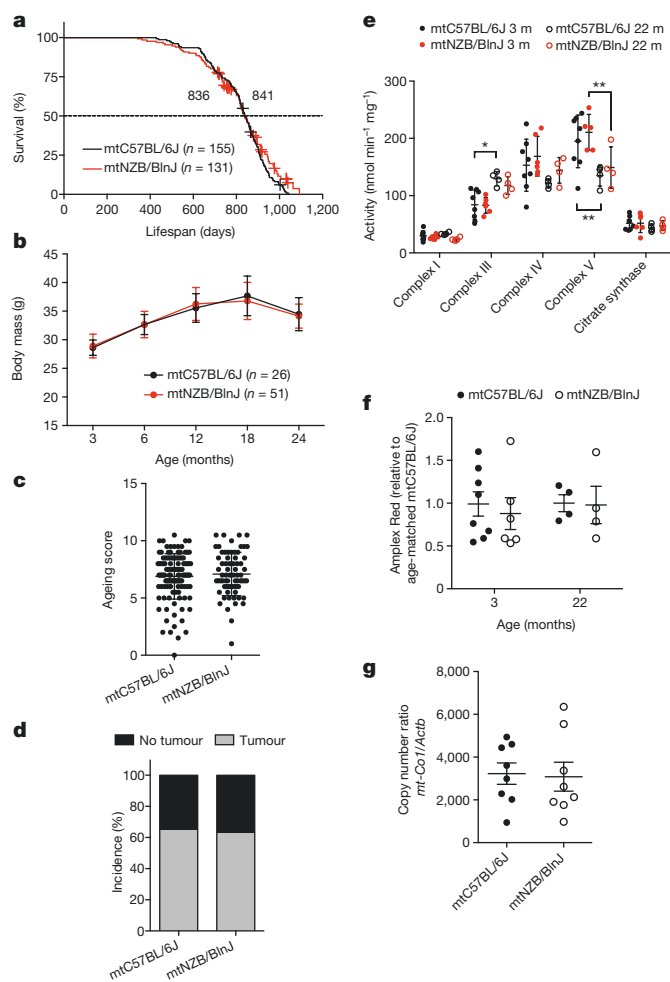 a
Survival (%)
100
75
50
25
0
836
841
mtC57BL/6J (n = 155)
mtNZB/BlnJ (n = 131)
0 200 400 600 800 1,000 1,200
Lifespan (days)
b
Body mass (g)
45
40
35
30
25
20
mtC57BL/6J (n = 26)
mtNZB/BlnJ (n = 51)
3 6 12 18 24
Age (months)
c
Ageing score
15
10
5
0
mtC57BL/6J
mtNZB/BlnJ
d
No tumour Tumour
Incidence (%)
100
80
60
40
20
0
mtC57BL/6J
mtNZB/BlnJ
e
mtC57BL/6J 3 m mtC57BL/6J 22 m
mtNZB/BlnJ 3 m mtNZB/BlnJ 22 m
Activity (nmol min−1 mg−1)
300
200
100
0
*
**
**
Complex I
Complex III
Complex IV
Complex V
Citrate synthase
f
mtC57BL/6J mtNZB/BlnJ
Amplex Red (relative to
age-matched mtC57BL/6J)
2.0
1.5
1.0
0.5
0
3 22
Age (months)
g
Copy number ratio
mt-Co1/Actb
8,000
6,000
4,000
2,000
0
mtC57BL/6J
mtNZB/BlnJ